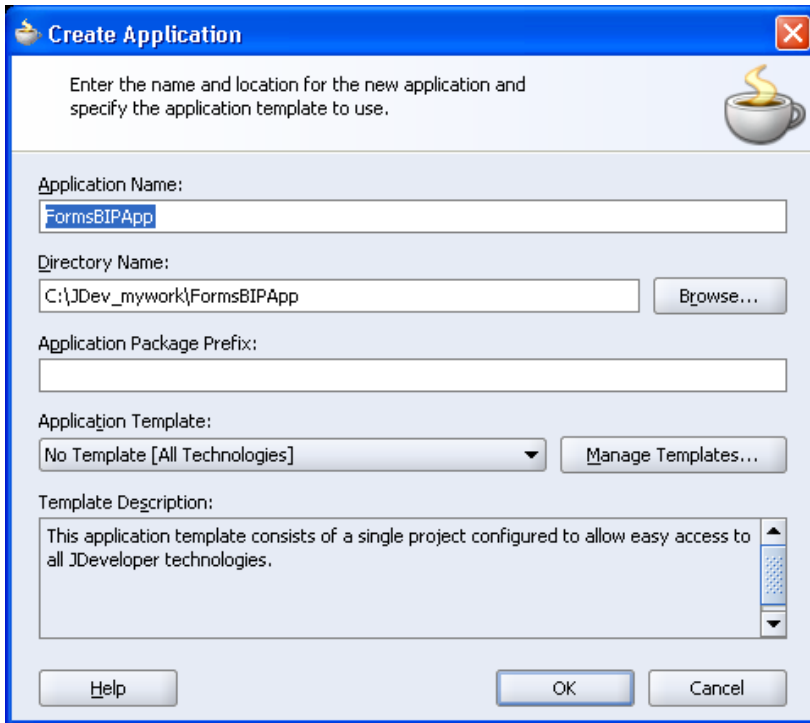 Create Application
Enter the name and location for the new application and
specify the application template to use.
Application Name:
FormsBIPApp
Directory Name:
C:\JDev_mywork\FormsBIPApp
Browse...
Application Package Prefix:
Application Template:
No Template [All Technologies]
Manage Templates...
Template Description:
This application template consists of a single project configured to allow easy access to
all JDeveloper technologies.
Help
OK
Cancel